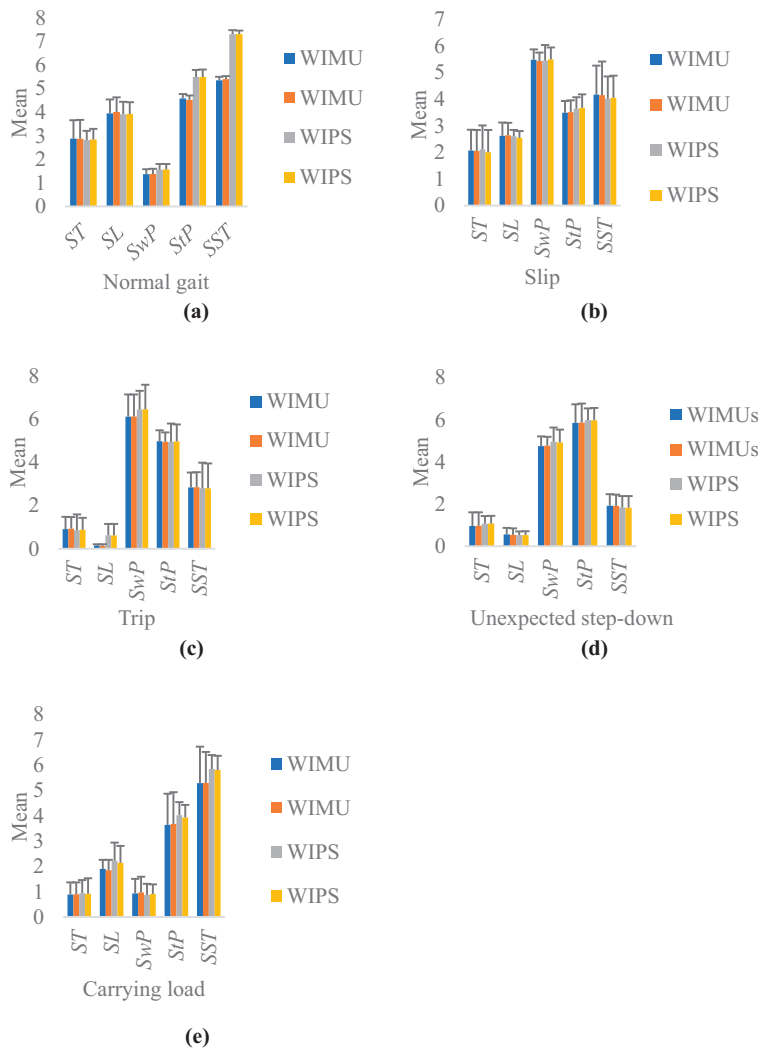 8
7
6
5
4
3
2
1
0
Mean
ST
SL
SwP
StP
SST
Normal gait
WIMU
WIMU
WIPS
WIPS
(a)
7
6
5
4
3
2
1
0
Mean
ST
SL
SwP
StP
SST
Slip
WIMU
WIMU
WIPS
WIPS
(b)
8
6
4
2
0
Mean
ST
SL
SwP
StP
SST
Trip
WIMU
WIMU
WIPS
WIPS
(c)
8
6
4
2
0
Mean
ST
SL
SwP
StP
SST
Unexpected step-down
WIMUs
WIMUs
WIPS
WIPS
(d)
8
7
6
5
4
3
2
1
0
Mean
ST
SL
SwP
StP
SST
Carrying load
WIMU
WIMU
WIPS
WIPS
(e)